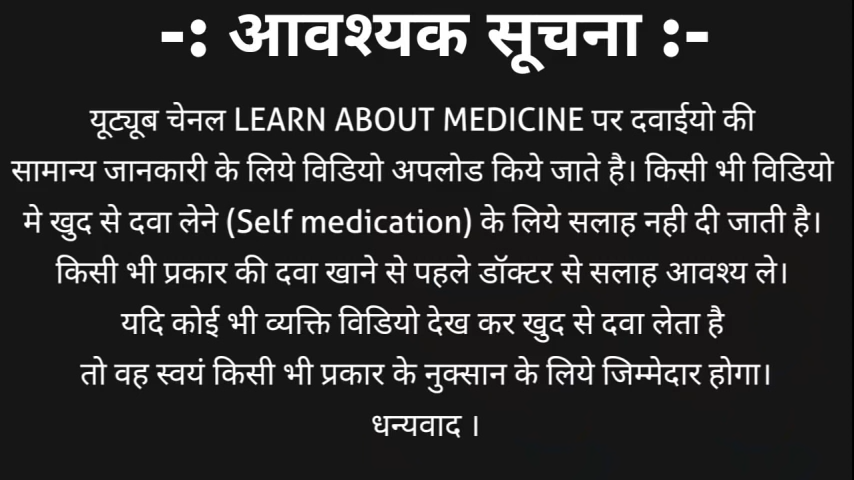 -: आवश्यक सूचना :-
यूट्यूब चेनल LEARN ABOUT MEDICINE पर दवाईयो की
सामान्य जानकारी के लिये विडियो अपलोड किये जाते है। किसी भी विडियो
मे खुद से दवा लेने (Self medication) के लिये सलाह नही दी जाती है।
किसी भी प्रकार की दवा खाने से पहले डॉक्टर से सलाह आवश्य ले।
यदि कोई भी व्यक्ति विडियो देख कर खुद से दवा लेता है
तो वह स्वयं किसी भी प्रकार के नुक्सान के लिये जिम्मेदार होगा।
धन्यवाद ।